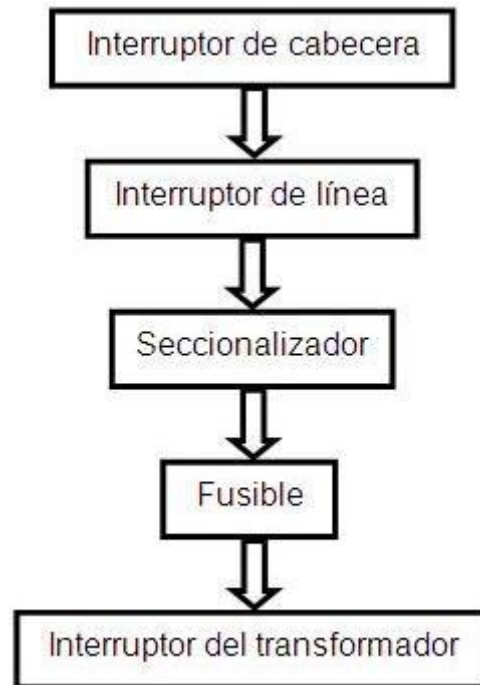 Interruptor de cabecera
Interruptor de línea
Seccionalizador
Fusible
Interruptor del transformador